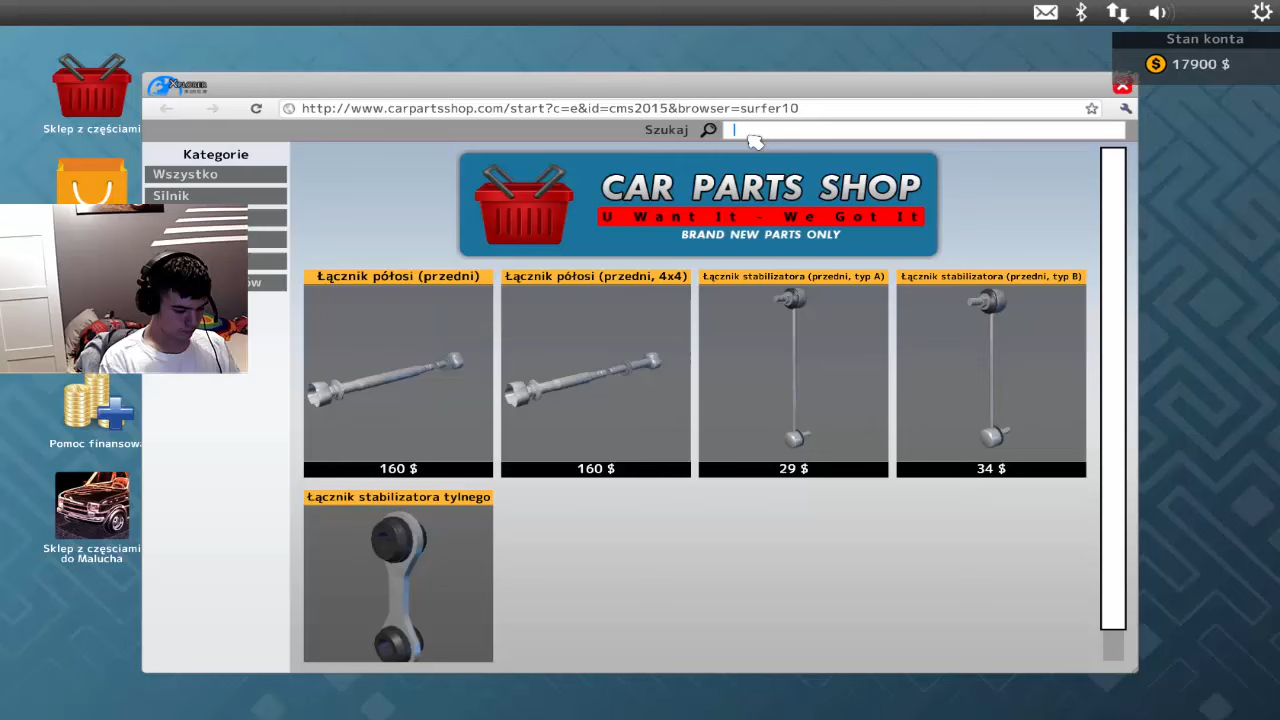 Stan konta
$ 17900 $
Sklep z częściami
XPLORER
http://www.carpartsshop.com/start?c=e&id=cms2015&browser=surfer10
Szukaj
Kategorie
Wszystko
Silnik
CAR PARTS SHOP
U Want It - We Got It
BRAND NEW PARTS ONLY
Łącznik półosi (przedni)
160 $
Łącznik półosi (przedni, 4x4)
160 $
Łącznik stabilizatora (przedni, typ A)
29 $
Łącznik stabilizatora (przedni, typ B)
34 $
Łącznik stabilizatora tylnego
Pomoc finansowa
Sklep z częściami
do Malucha